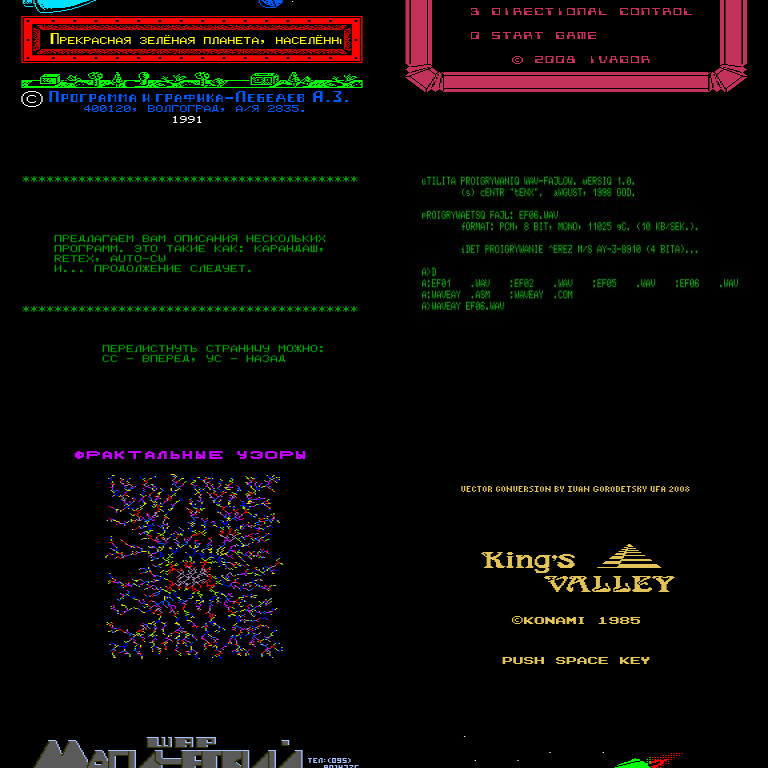 3 DIRECTIONAL CONTROL
Прекрасная зелёная планета, населённ
0 START GAME
© 2008 IVAGOR
© Программа и графика-Лебедев А.З.
400120, ВОЛГОГРАД, А/Я 2835.
1991
******************************************
ПРЕДЛАГАЕМ ВАМ ОПИСАНИЯ НЕСКОЛЬКИХ
ПРОГРАММ. ЭТО ТАКИЕ КАК: КАРАНДАШ,
RETEX, AUTO-CW
И... ПРОДОЛЖЕНИЕ СЛЕДУЕТ.
******************************************
ПЕРЕЛИСТНУТЬ СТРАНИЦУ МОЖНО:
СС - ВПЕРЕД, УС - НАЗАД
uTILITA PROIGRYWANIQ WAV-FAJLOW. wERSIQ 1.0.
(s) cENTR "tENX". aWGUST, 1998 GOD.
pROIGRYWAETSQ FAJL: EF06.WAV
fORMAT: PCM, 8 BIT, MONO, 11025 gC. (10 KB/SEK.).
iDET PROIGRYWANIE ^EREZ M/S AY-3-8910 (4 BITA)...
A>D
A:EF01 .WAV :EF02 .WAV :EF05 .WAV :EF06 .WAV
A:WAVEAY .ASM :WAVEAY .COM
A>WAVEAY EF06.WAV
ФРАКТАЛЬНЫЕ УЗОРЫ
VECTOR CONVERSION BY IVAN GORODETSKY UFA 2008
King's
VALLEY
©KONAMI 1985
PUSH SPACE KEY
ШАР
ТЕЛ:(095)